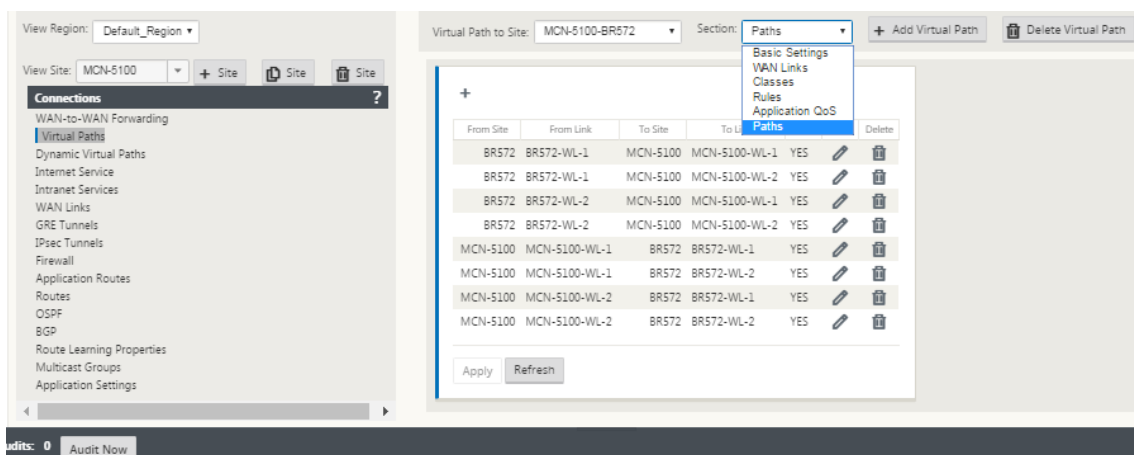 View Region: Default_Region
View Site: MCN-5100 + Site Site Site
Connections ?
WAN-to-WAN Forwarding
Virtual Paths
Dynamic Virtual Paths
Internet Service
Intranet Services
WAN Links
GRE Tunnels
IPsec Tunnels
Firewall
Application Routes
Routes
OSPF
BGP
Route Learning Properties
Multicast Groups
Application Settings
Virtual Path to Site: MCN-5100-BR572 Section: Paths + Add Virtual Path Delete Virtual Path
Basic Settings
WAN Links
Classes
Rules
Application QoS
Paths
+
From Site From Link To Site To Li Delete
BR572 BR572-WL-1 MCN-5100 MCN-5100-WL-1 YES
BR572 BR572-WL-1 MCN-5100 MCN-5100-WL-2 YES
BR572 BR572-WL-2 MCN-5100 MCN-5100-WL-1 YES
BR572 BR572-WL-2 MCN-5100 MCN-5100-WL-2 YES
MCN-5100 MCN-5100-WL-1 BR572 BR572-WL-1 YES
MCN-5100 MCN-5100-WL-1 BR572 BR572-WL-2 YES
MCN-5100 MCN-5100-WL-2 BR572 BR572-WL-1 YES
MCN-5100 MCN-5100-WL-2 BR572 BR572-WL-2 YES
Apply Refresh
udits: 0 Audit Now